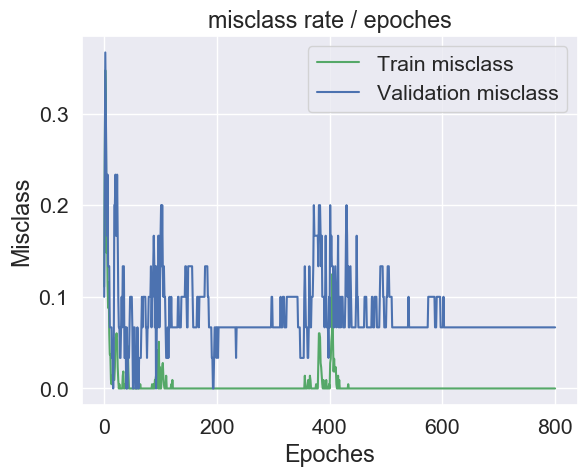 misclass rate / epoches
Train misclass
Validation misclass
Misclass
0.3
0.2
0.1
0.0
0 200 400 600 800
Epoches